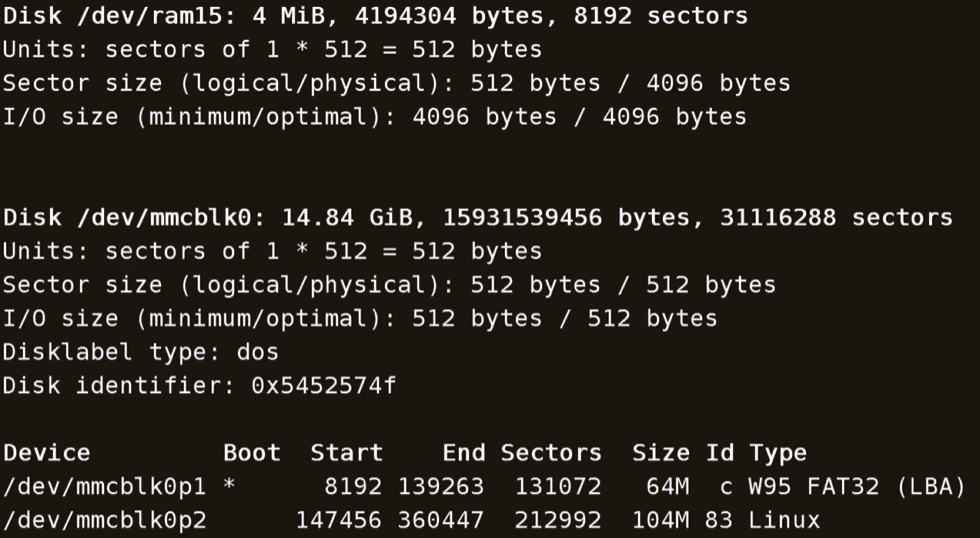 Disk /dev/ram15: 4 MiB, 4194304 bytes, 8192 sectors
Units: sectors of 1 * 512 = 512 bytes
Sector size (logical/physical): 512 bytes / 4096 bytes
I/O size (minimum/optimal): 4096 bytes / 4096 bytes
Disk /dev/mmcblk0: 14.84 GiB, 15931539456 bytes, 31116288 sectors
Units: sectors of 1 * 512 = 512 bytes
Sector size (logical/physical): 512 bytes / 512 bytes
I/O size (minimum/optimal): 512 bytes / 512 bytes
Disklabel type: dos
Disk identifier: 0x5452574f
Device Boot Start End Sectors Size Id Type
/dev/mmcblk0p1 * 8192 139263 131072 64M c W95 FAT32 (LBA)
/dev/mmcblk0p2 147456 360447 212992 104M 83 Linux